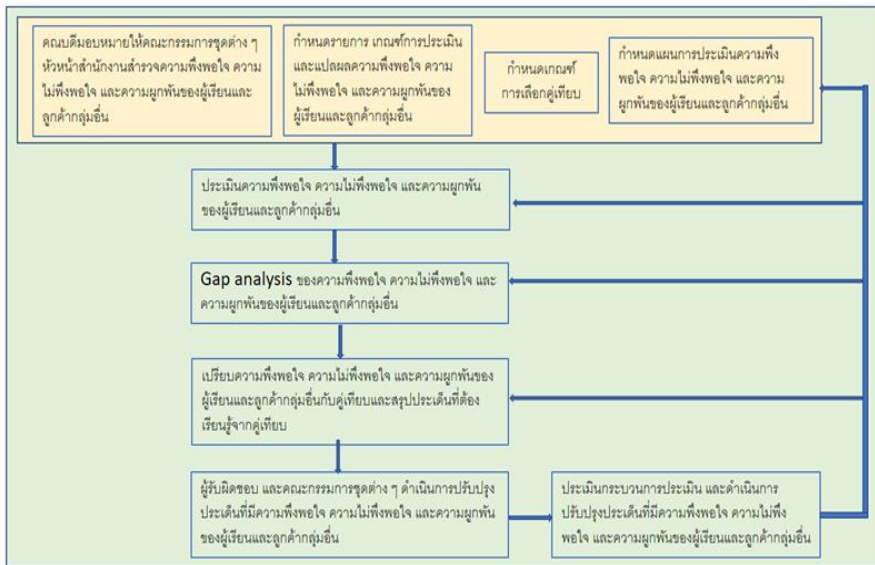 คณบดีมอบหมายให้คณะกรรมการชุดต่าง ๆ
หัวหน้าสำนักงานสำรวจความพึงพอใจ ความ
ไม่พึงพอใจ และความผูกพันของผู้เรียนและ
ลูกค้ากลุ่มอื่น
กำหนดรายการ เกณฑ์การประเมิน
และแปลผลความพึงพอใจ ความ
ไม่พึงพอใจ และความผูกพันของ
ผู้เรียนและลูกค้ากลุ่มอื่น
กำหนดเกณฑ์
การเลือกคู่เทียบ
กำหนดแผนการประเมินความพึง
พอใจ ความไม่พึงพอใจ และความ
ผูกพันของผู้เรียนและลูกค้ากลุ่มอื่น
ประเมินความพึงพอใจ ความไม่พึงพอใจ และความผูกพัน
ของผู้เรียนและลูกค้ากลุ่มอื่น
Gap analysis ของความพึงพอใจ ความไม่พึงพอใจ และ
ความผูกพันของผู้เรียนและลูกค้ากลุ่มอื่น
เปรียบความพึงพอใจ ความไม่พึงพอใจ และความผูกพันของ
ผู้เรียนและลูกค้ากลุ่มอื่นกับคู่เทียบและสรุปประเด็นที่ต้อง
เรียนรู้จากคู่เทียบ
ผู้รับผิดชอบ และคณะกรรมการชุดต่าง ๆ ดำเนินการปรับปรุง
ประเด็นที่มีความพึงพอใจ ความไม่พึงพอใจ และความผูกพัน
ของผู้เรียนและลูกค้ากลุ่มอื่น
ประเมินกระบวนการประเมิน และดำเนินการ
ปรับปรุงประเด็นที่มีความพึงพอใจ ความไม่พึง
พอใจ และความผูกพันของผู้เรียนและลูกค้ากลุ่มอื่น